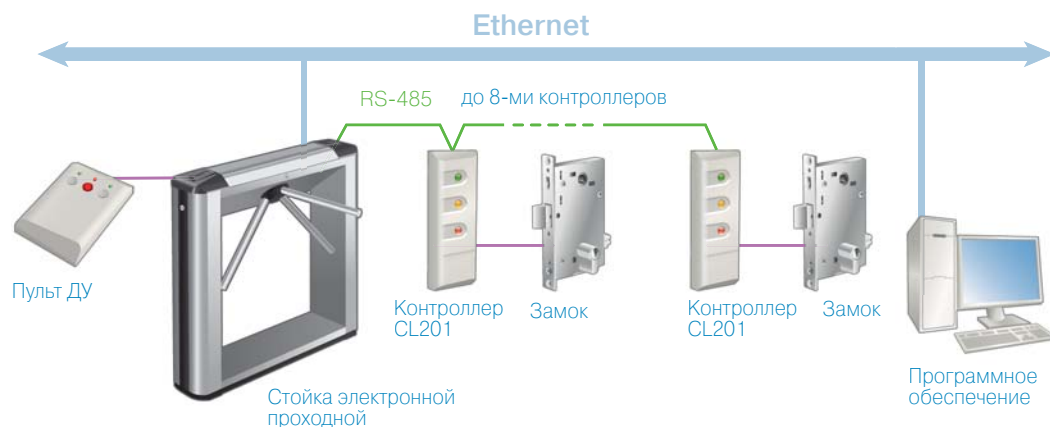 Ethernet
RS-485
до 8-ми контроллеров
Пульт ДУ
Контроллер
CL201
Замок
Контроллер
CL201
Замок
Стойка электронной
проходной
Программное
обеспечение